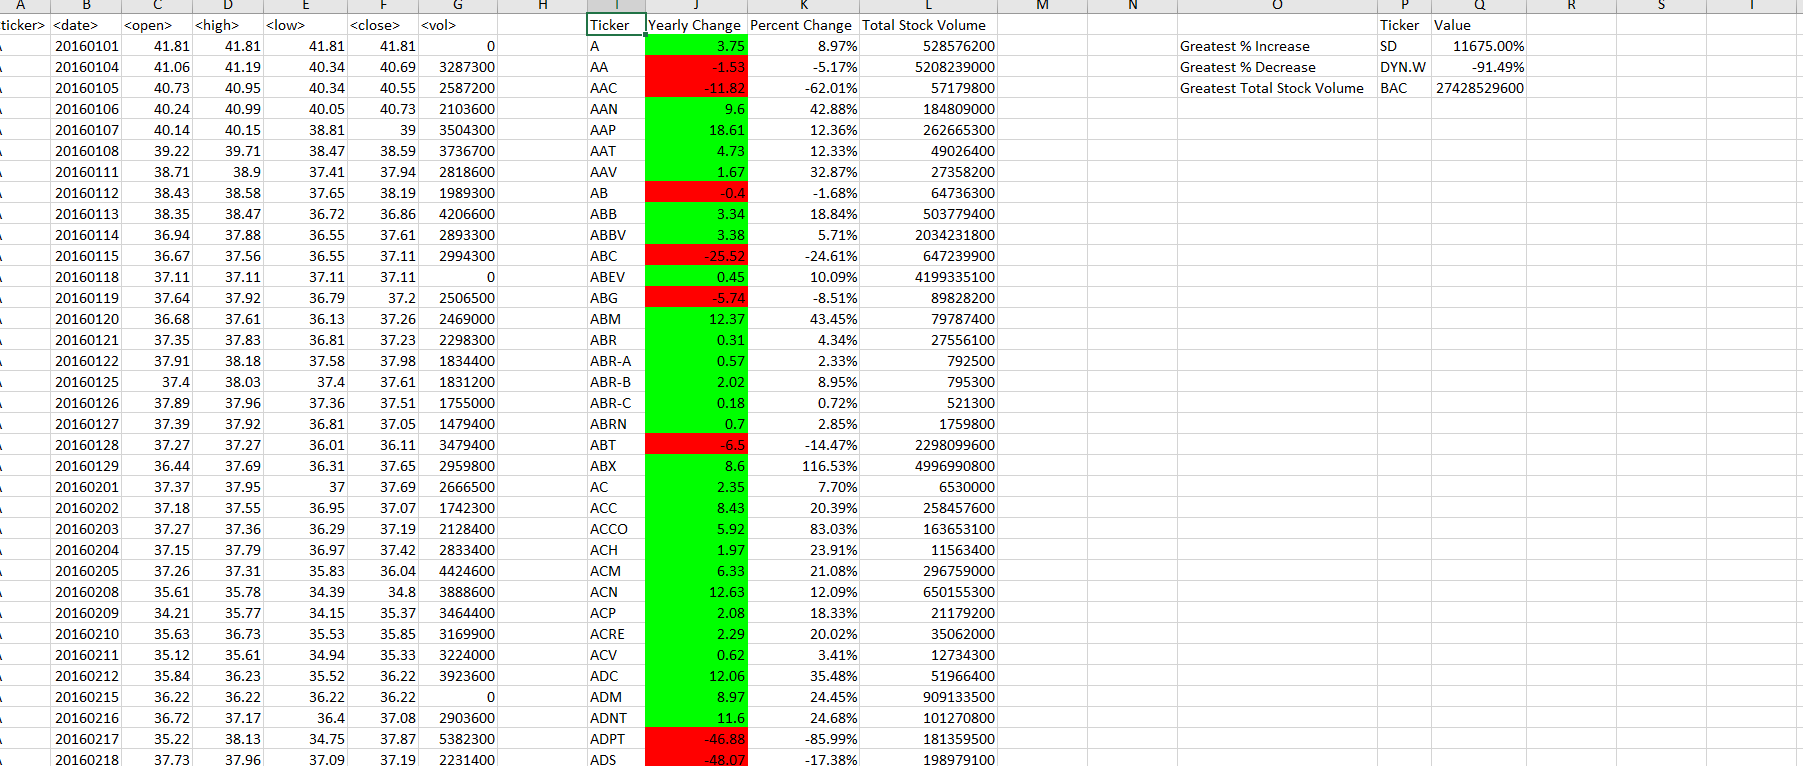 A B C D E F G H I J K L M N O P Q R S T
ticker> <date> <open> <high> <low> <close> <vol> Ticker Yearly Change Percent Change Total Stock Volume Ticker Value
20160101 41.81 41.81 41.81 41.81 0 A 3.75 8.97% 528576200 Greatest % Increase SD 11675.00%
20160104 41.06 41.19 40.34 40.69 3287300 AA -1.53 -5.17% 5208239000 Greatest % Decrease DYN.W -91.49%
20160105 40.73 40.95 40.34 40.55 2587200 AAC -11.82 -62.01% 57179800 Greatest Total Stock Volume BAC 27428529600
20160106 40.24 40.99 40.05 40.73 2103600 AAN 9.6 42.88% 184809000
20160107 40.14 40.15 38.81 39 3504300 AAP 18.61 12.36% 262665300
20160108 39.22 39.71 38.47 38.59 3736700 AAT 4.73 12.33% 49026400
20160111 38.71 38.9 37.41 37.94 2818600 AAV 1.67 32.87% 27358200
20160112 38.43 38.58 37.65 38.19 1989300 AB -0.4 -1.68% 64736300
20160113 38.35 38.47 36.72 36.86 4206600 ABB 3.34 18.84% 503779400
20160114 36.94 37.88 36.55 37.61 2893300 ABBV 3.38 5.71% 2034231800
20160115 36.67 37.56 36.55 37.11 2994300 ABC -25.52 -24.61% 647239900
20160118 37.11 37.11 37.11 37.11 0 ABEV 0.45 10.09% 4199335100
20160119 37.64 37.92 36.79 37.2 2506500 ABG -5.74 -8.51% 89828200
20160120 36.68 37.61 36.13 37.26 2469000 ABM 12.37 43.45% 79787400
20160121 37.35 37.83 36.81 37.23 2298300 ABR 0.31 4.34% 27556100
20160122 37.91 38.18 37.58 37.98 1834400 ABR-A 0.57 2.33% 792500
20160125 37.4 38.03 37.4 37.61 1831200 ABR-B 2.02 8.95% 795300
20160126 37.89 37.96 37.36 37.51 1755000 ABR-C 0.18 0.72% 521300
20160127 37.39 37.92 36.81 37.05 1479400 ABRN 0.7 2.85% 1759800
20160128 37.27 37.27 36.01 36.11 3479400 ABT -6.5 -14.47% 2298099600
20160129 36.44 37.69 36.31 37.65 2959800 ABX 8.6 116.53% 4996990800
20160201 37.37 37.95 37 37.69 2666500 AC 2.35 7.70% 6530000
20160202 37.18 37.55 36.95 37.07 1742300 ACC 8.43 20.39% 258457600
20160203 37.27 37.36 36.29 37.19 2128400 ACCO 5.92 83.03% 163653100
20160204 37.15 37.79 36.97 37.42 2833400 ACH 1.97 23.91% 11563400
20160205 37.26 37.31 35.83 36.04 4424600 ACM 6.33 21.08% 296759000
20160208 35.61 35.78 34.39 34.8 3888600 ACN 12.63 12.09% 650155300
20160209 34.21 35.77 34.15 35.37 3464400 ACP 2.08 18.33% 21179200
20160210 35.63 36.73 35.53 35.85 3169900 ACRE 2.29 20.02% 35062000
20160211 35.12 35.61 34.94 35.33 3224000 ACV 0.62 3.41% 12734300
20160212 35.84 36.23 35.52 36.22 3923600 ADC 12.06 35.48% 51966400
20160215 36.22 36.22 36.22 36.22 0 ADM 8.97 24.45% 909133500
20160216 36.72 37.17 36.4 37.08 2903600 ADNT 11.6 24.68% 101270800
20160217 35.22 38.13 34.75 37.87 5382300 ADPT -46.88 -85.99% 181359500
20160218 37.73 37.96 37.09 37.19 2231400 ADS -48.07 -17.38% 198979100